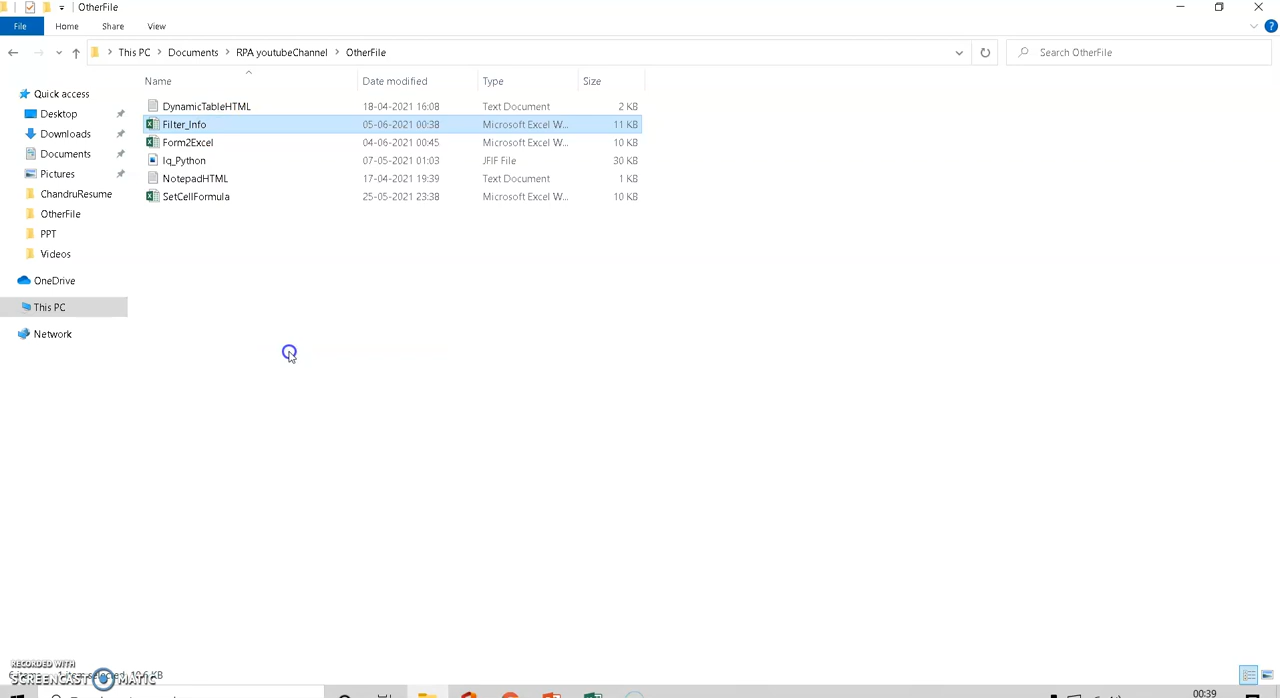 OtherFile
File Home Share View
This PC > Documents > RPA youtubeChannel > OtherFile
Search OtherFile
Name Date modified Type Size
Quick access
Desktop
Downloads
Documents
Pictures
ChandruResume
OtherFile
PPT
Videos
OneDrive
This PC
Network
DynamicTableHTML 18-04-2021 16:08 Text Document 2 KB
Filter_Info 05-06-2021 00:38 Microsoft Excel W... 11 KB
Form2Excel 04-06-2021 00:45 Microsoft Excel W... 10 KB
Iq_Python 07-05-2021 01:03 JFIF File 30 KB
NotepadHTML 17-04-2021 19:39 Text Document 1 KB
SetCellFormula 25-05-2021 23:38 Microsoft Excel W... 10 KB
RECORDED WITH
SCREENCAST MATIC
00:39